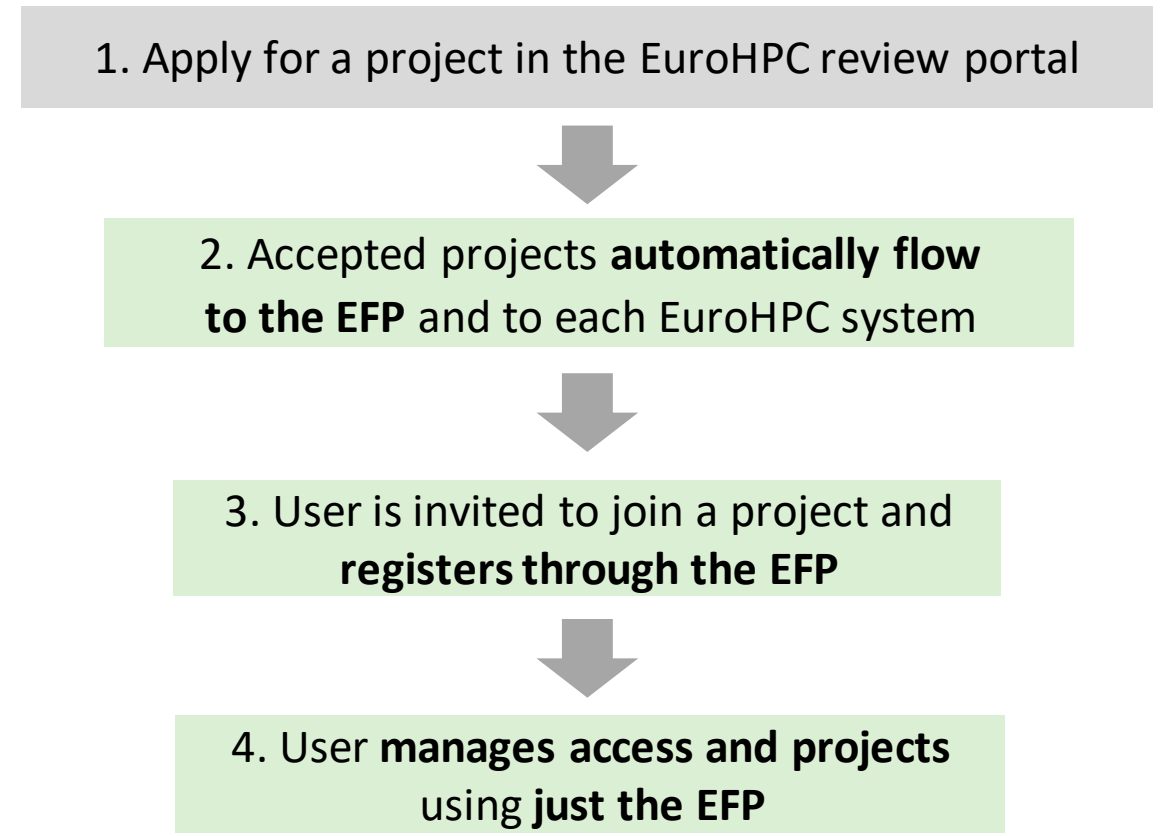 1. Apply for a project in the EuroHPC review portal
2. Accepted projects automatically flow
to the EFP and to each EuroHPC system
3. User is invited to join a project and
registers through the EFP
4. User manages access and projects
using just the EFP